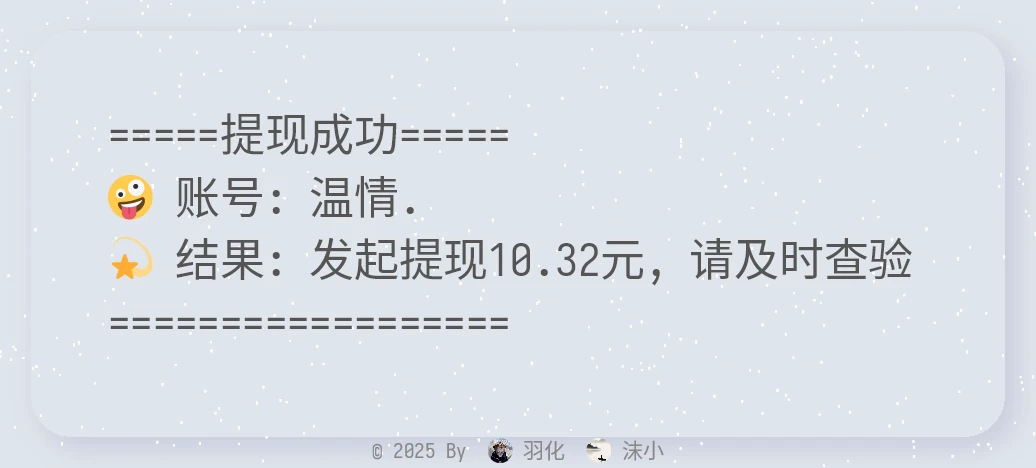 =====提现成功=====
🤪 账号: 温情.
💫 结果: 发起提现10.32元, 请及时查验
==================
© 2025 By 羽化 沫小